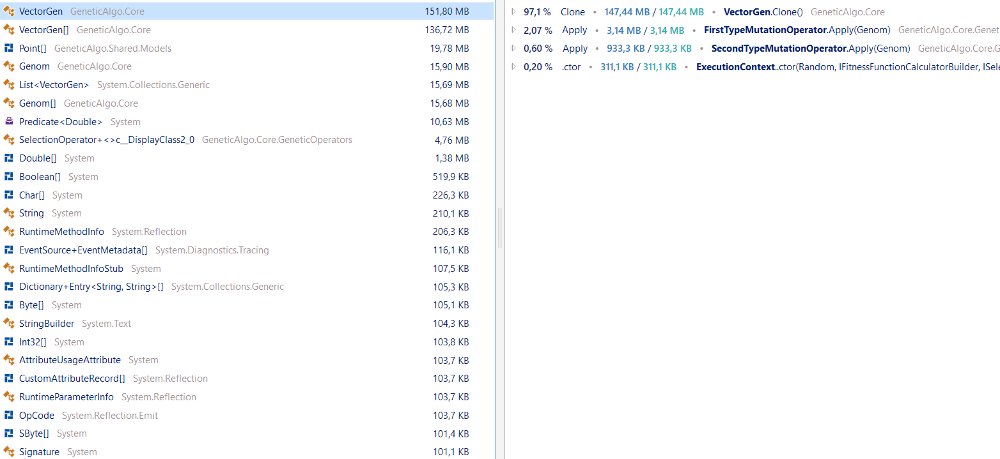 VectorGen GeneticAlgo.Core 151,80 MB
VectorGen[] GeneticAlgo.Core 136,72 MB
Point[] GeneticAlgo.Shared.Models 19,78 MB
Genom GeneticAlgo.Core 15,90 MB
List<VectorGen> System.Collections.Generic 15,69 MB
Genom[] GeneticAlgo.Core 15,68 MB
Predicate<Double> System 10,63 MB
SelectionOperator+<>c__DisplayClass2_0 GeneticAlgo.Core.GeneticOperators 4,76 MB
Double[] System 1,38 MB
Boolean[] System 519,9 KB
Char[] System 226,3 KB
String System 210,1 KB
RuntimeMethodInfo System.Reflection 206,3 KB
EventSource+EventMetadata[] System.Diagnostics.Tracing 116,1 KB
RuntimeMethodInfoStub System 107,5 KB
Dictionary+Entry<String, String>[] System.Collections.Generic 105,3 KB
Byte[] System 105,1 KB
StringBuilder System.Text 104,3 KB
Int32[] System 103,8 KB
AttributeUsageAttribute System 103,7 KB
CustomAttributeRecord[] System.Reflection 103,7 KB
RuntimeParameterInfo System.Reflection 103,7 KB
OpCode System.Reflection.Emit 103,7 KB
SByte[] System 101,4 KB
Signature System 101,1 KB
97,1 % Clone • 147,44 MB / 147,44 MB • VectorGen.Clone() GeneticAlgo.Core
2,07 % Apply • 3,14 MB / 3,14 MB • FirstTypeMutationOperator.Apply(Genom) GeneticAlgo.Core.Genet
0,60 % Apply • 933,3 KB / 933,3 KB • SecondTypeMutationOperator.Apply(Genom) GeneticAlgo.Core.G
0,20 % .ctor • 311,1 KB / 311,1 KB • ExecutionContext..ctor(Random, IFitnessFunctionCalculatorBuilder, ISele